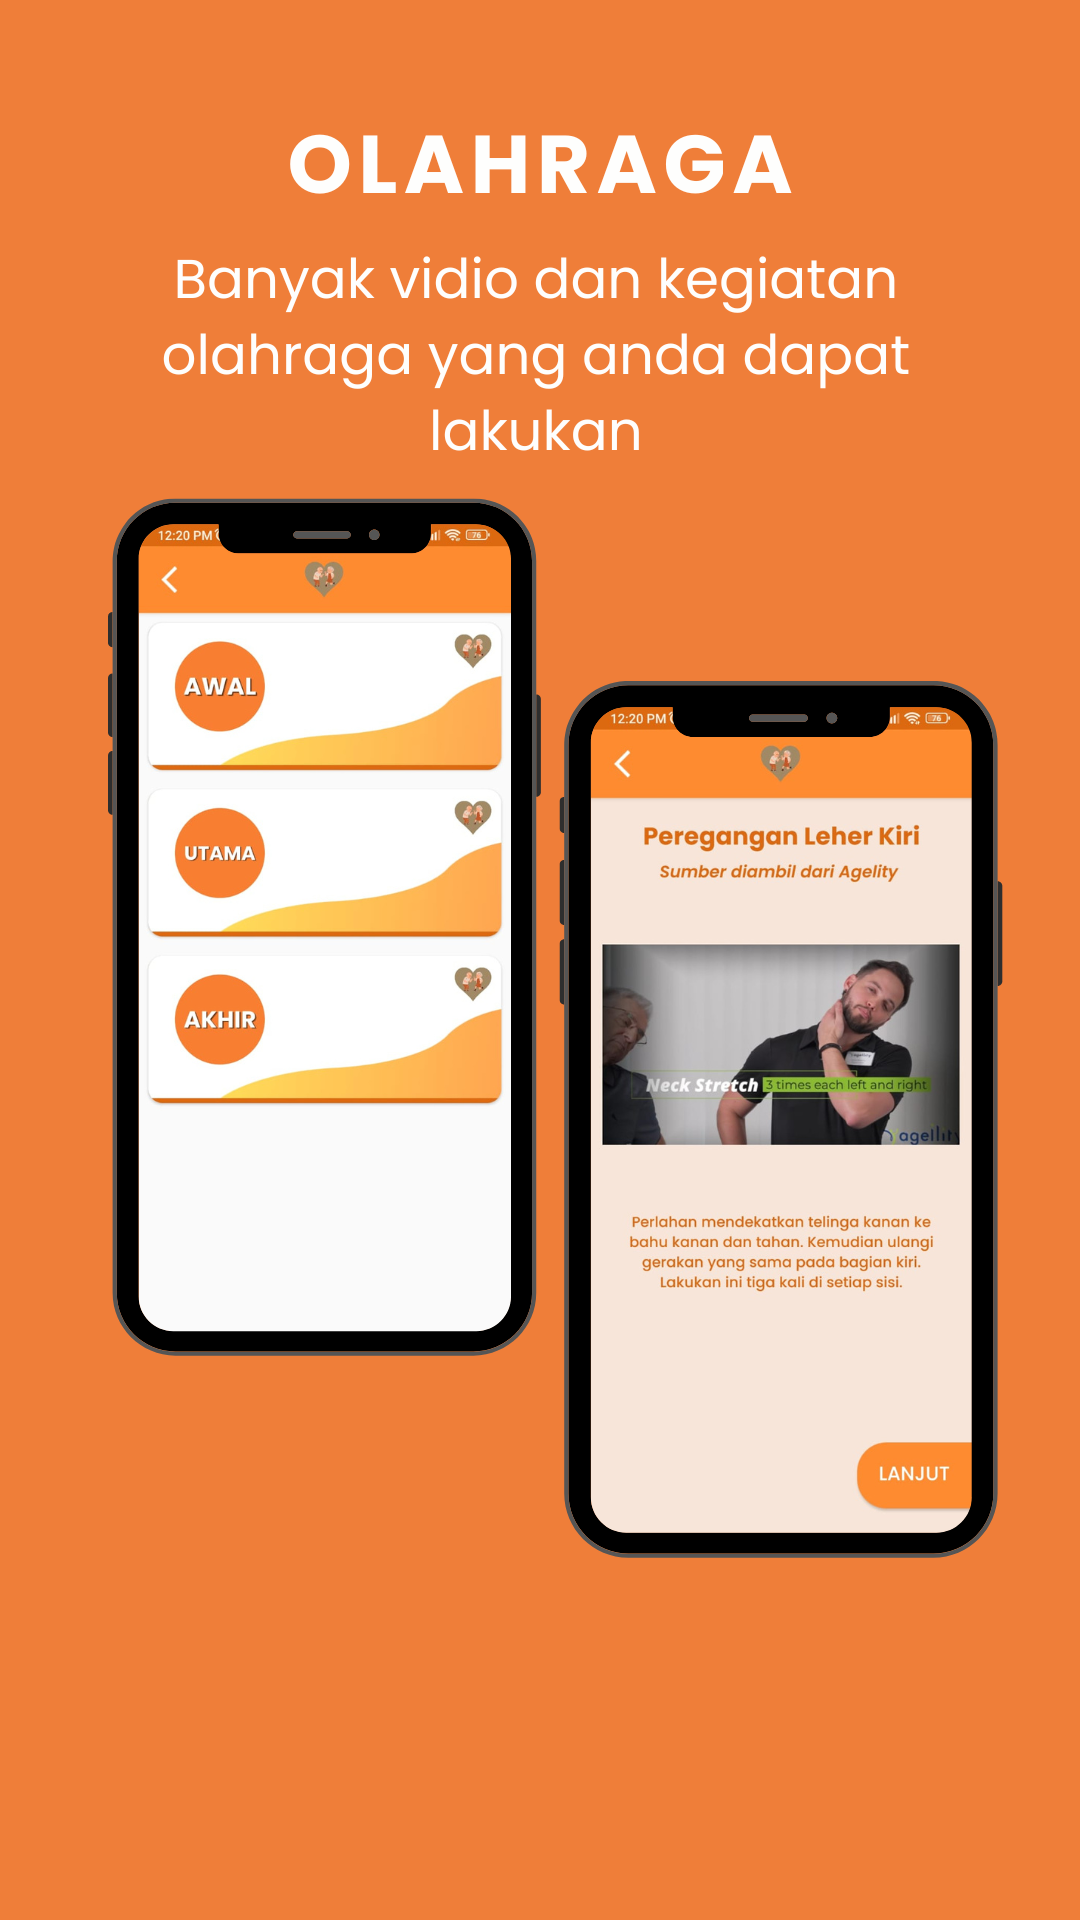 OLAHRAGA
Banyak vidio dan kegiatan
olahraga yang anda dapat
lakukan
12:20 PM
76
AWAL
UTAMA
AKHIR
12:20 PM
76
Peregangan Leher Kiri
Sumber diambil dari Agelity
Neck Stretch 3 times each left and right
agellity
Perlahan mendekatkan telinga kanan ke
bahu kanan dan tahan. Kemudian ulangi
gerakan yang sama pada bagian kiri.
Lakukan ini tiga kali di setiap sisi.
LANJUT